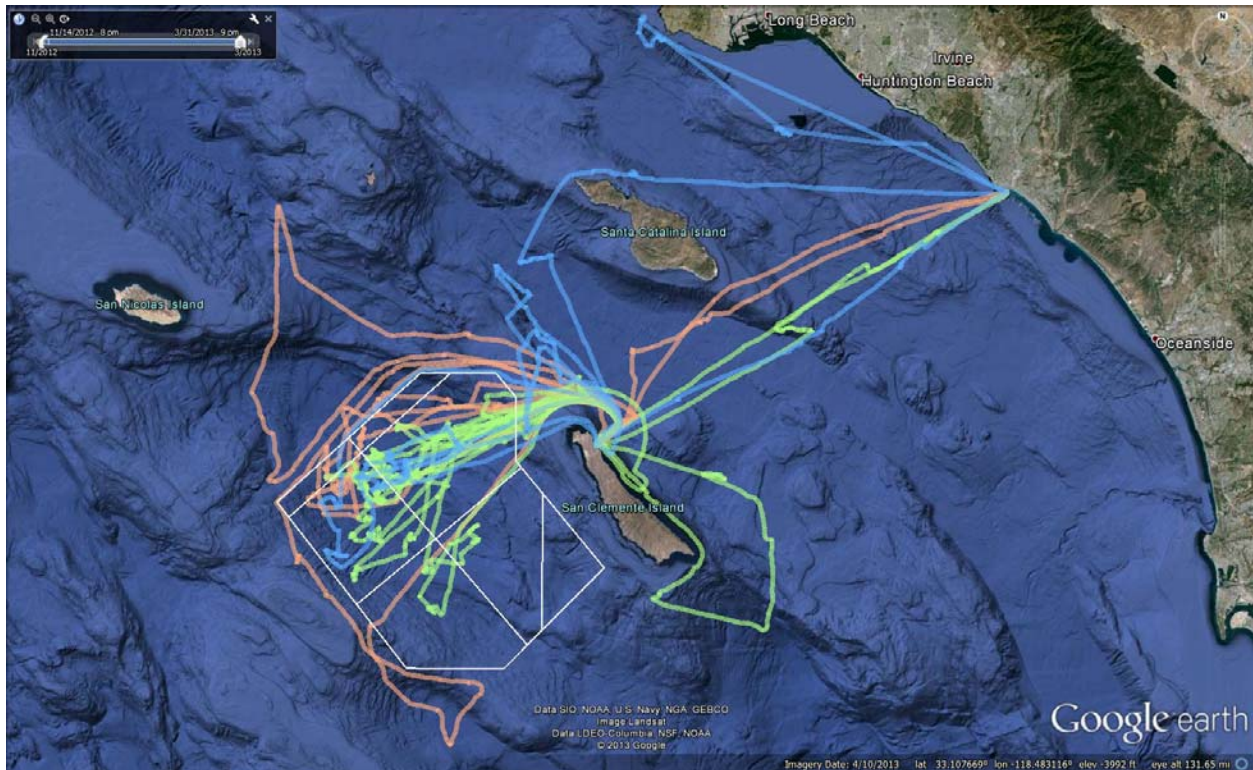 11/14/2012 8 pm 3/31/2013 9 pm
11/2012 3/2013
N
Long Beach
Irvine
Huntington Beach
Santa Catalina Island
San Nicolas Island
Oceanside
San Clemente Island
Data SIO, NOAA, U.S. Navy, NGA, GEBCO
Image Landsat
Data LDEO-Columbia, NSF, NOAA
© 2013 Google
Google earth
Imagery Date: 4/10/2013 lat 33.107669° lon -118.483116° elev -3992 ft eye alt 131.65 mi